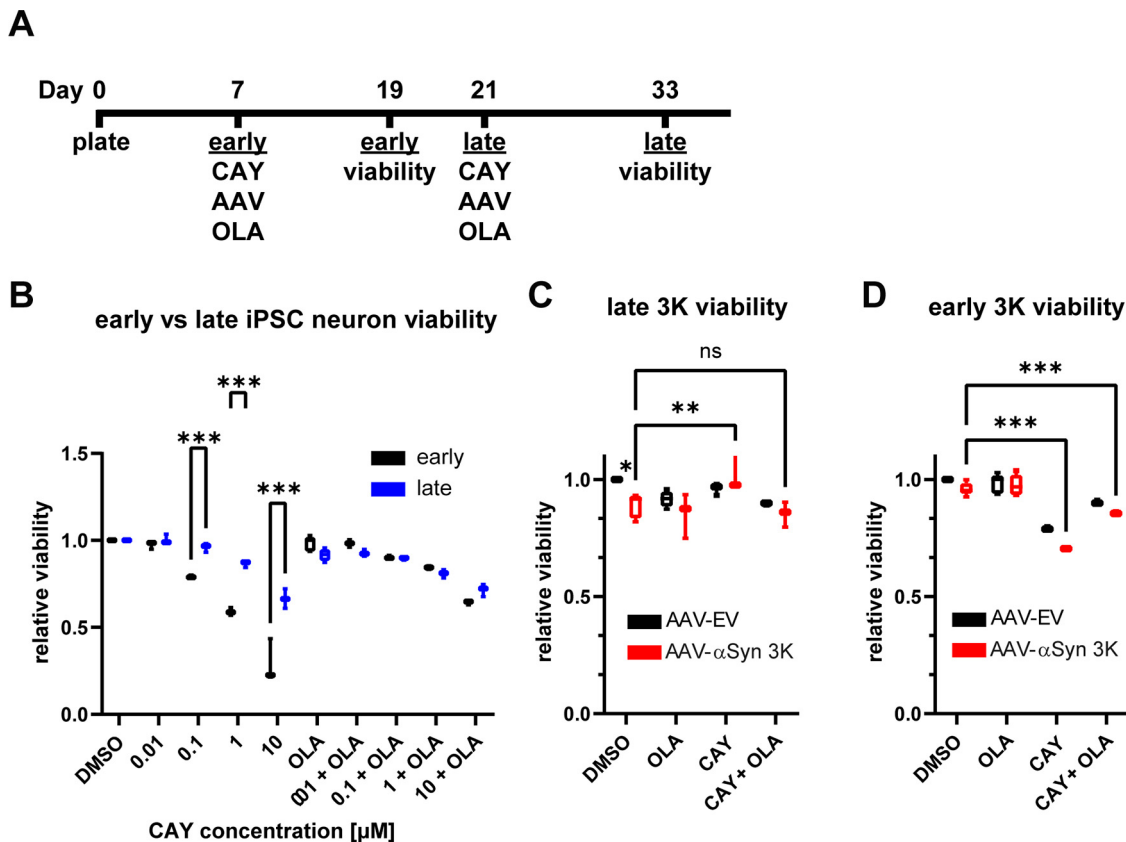 A
Day 0 7 19 21 33
plate early early late late
CAY viability CAY viability
AAV AAV
OLA OLA
B
early vs late iPSC neuron viability
***
***
***
early
late
relative viability
1.5
1.0
0.5
0.0
DMSO
0.01
0.1
1
10
OLA
001 + OLA
0.1 + OLA
1 + OLA
10 + OLA
CAY concentration [µM]
C
late 3K viability
ns
**
*
relative viability
1.0
0.5
0.0
AAV-EV
AAV-αSyn 3K
DMSO
OLA
CAY
CAY + OLA
D
early 3K viability
***
***
relative viability
1.0
0.5
0.0
AAV-EV
AAV-αSyn 3K
DMSO
OLA
CAY
CAY + OLA